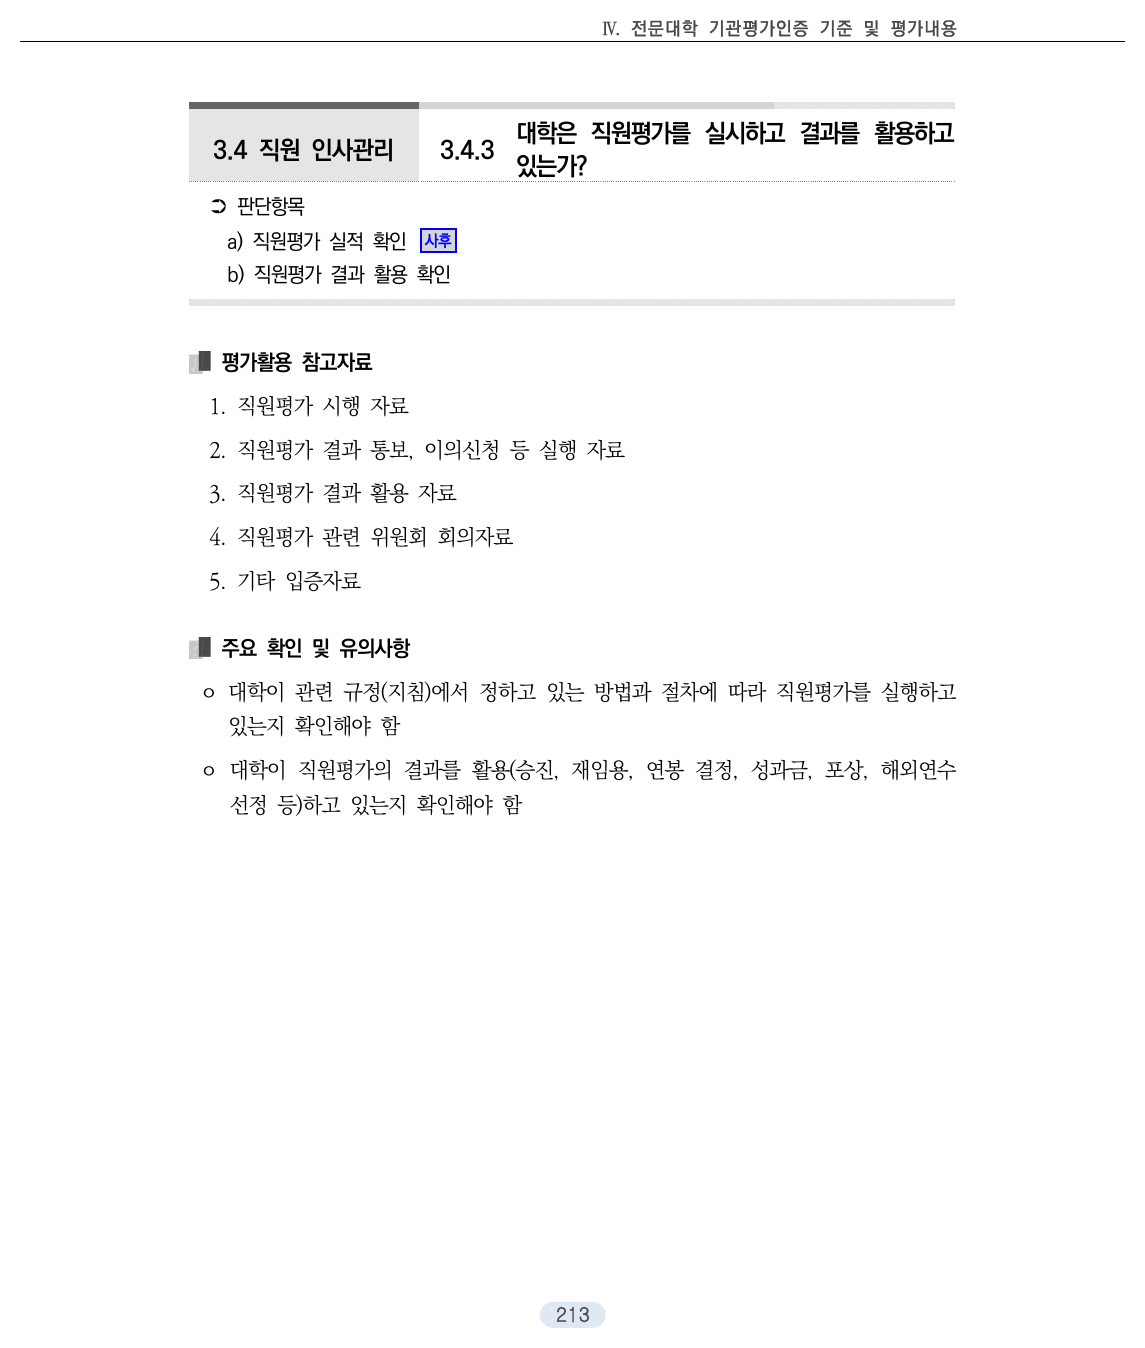 Ⅳ. 전문대학 기관평가인증 기준 및 평가내용
3.4 직원 인사관리
3.4.3
대학은 직원평가를 실시하고 결과를 활용하고
있는가?
➲ 판단항목
a) 직원평가 실적 확인 사후
b) 직원평가 결과 활용 확인
평가활용 참고자료
1. 직원평가 시행 자료
2. 직원평가 결과 통보, 이의신청 등 실행 자료
3. 직원평가 결과 활용 자료
4. 직원평가 관련 위원회 회의자료
5. 기타 입증자료
주요 확인 및 유의사항
ㅇ 대학이 관련 규정(지침)에서 정하고 있는 방법과 절차에 따라 직원평가를 실행하고
있는지 확인해야 함
ㅇ 대학이 직원평가의 결과를 활용(승진, 재임용, 연봉 결정, 성과금, 포상, 해외연수
선정 등)하고 있는지 확인해야 함
213